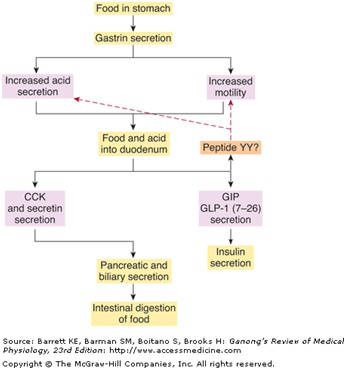 Food in stomach
Gastrin secretion
Increased acid
secretion
Increased
motility
Food and acid
into duodenum
Peptide YY?
CCK
and secretin
secretion
GIP
GLP-1 (7–26)
secretion
Insulin
secretion
Pancreatic and
biliary secretion
Intestinal digestion
of food
Source: Barrett KE, Barman SM, Boitano S, Brooks H: Ganong's Review of Medical
Physiology, 23rd Edition: http://www.accessmedicine.com
Copyright © The McGraw-Hill Companies, Inc. All rights reserved.